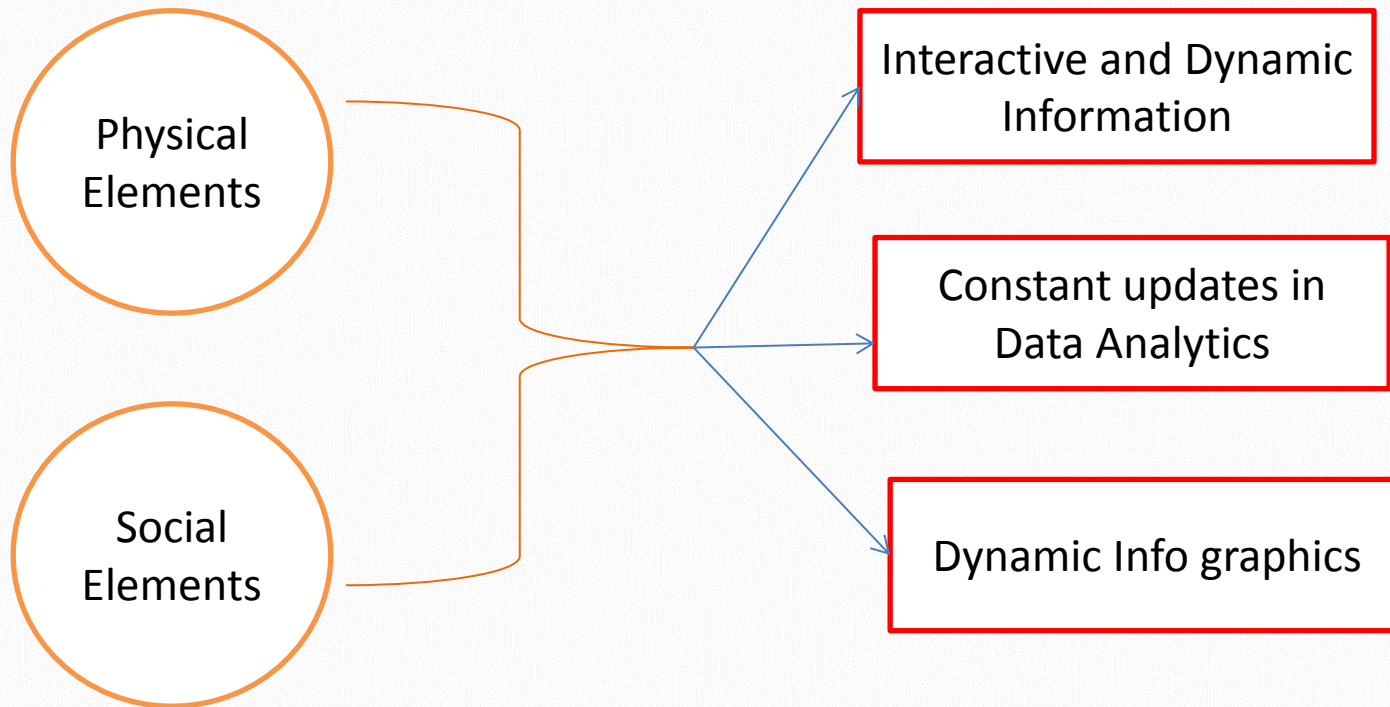 Physical
Elements
Social
Elements
Interactive and Dynamic
Information
Constant updates in
Data Analytics
Dynamic Info graphics